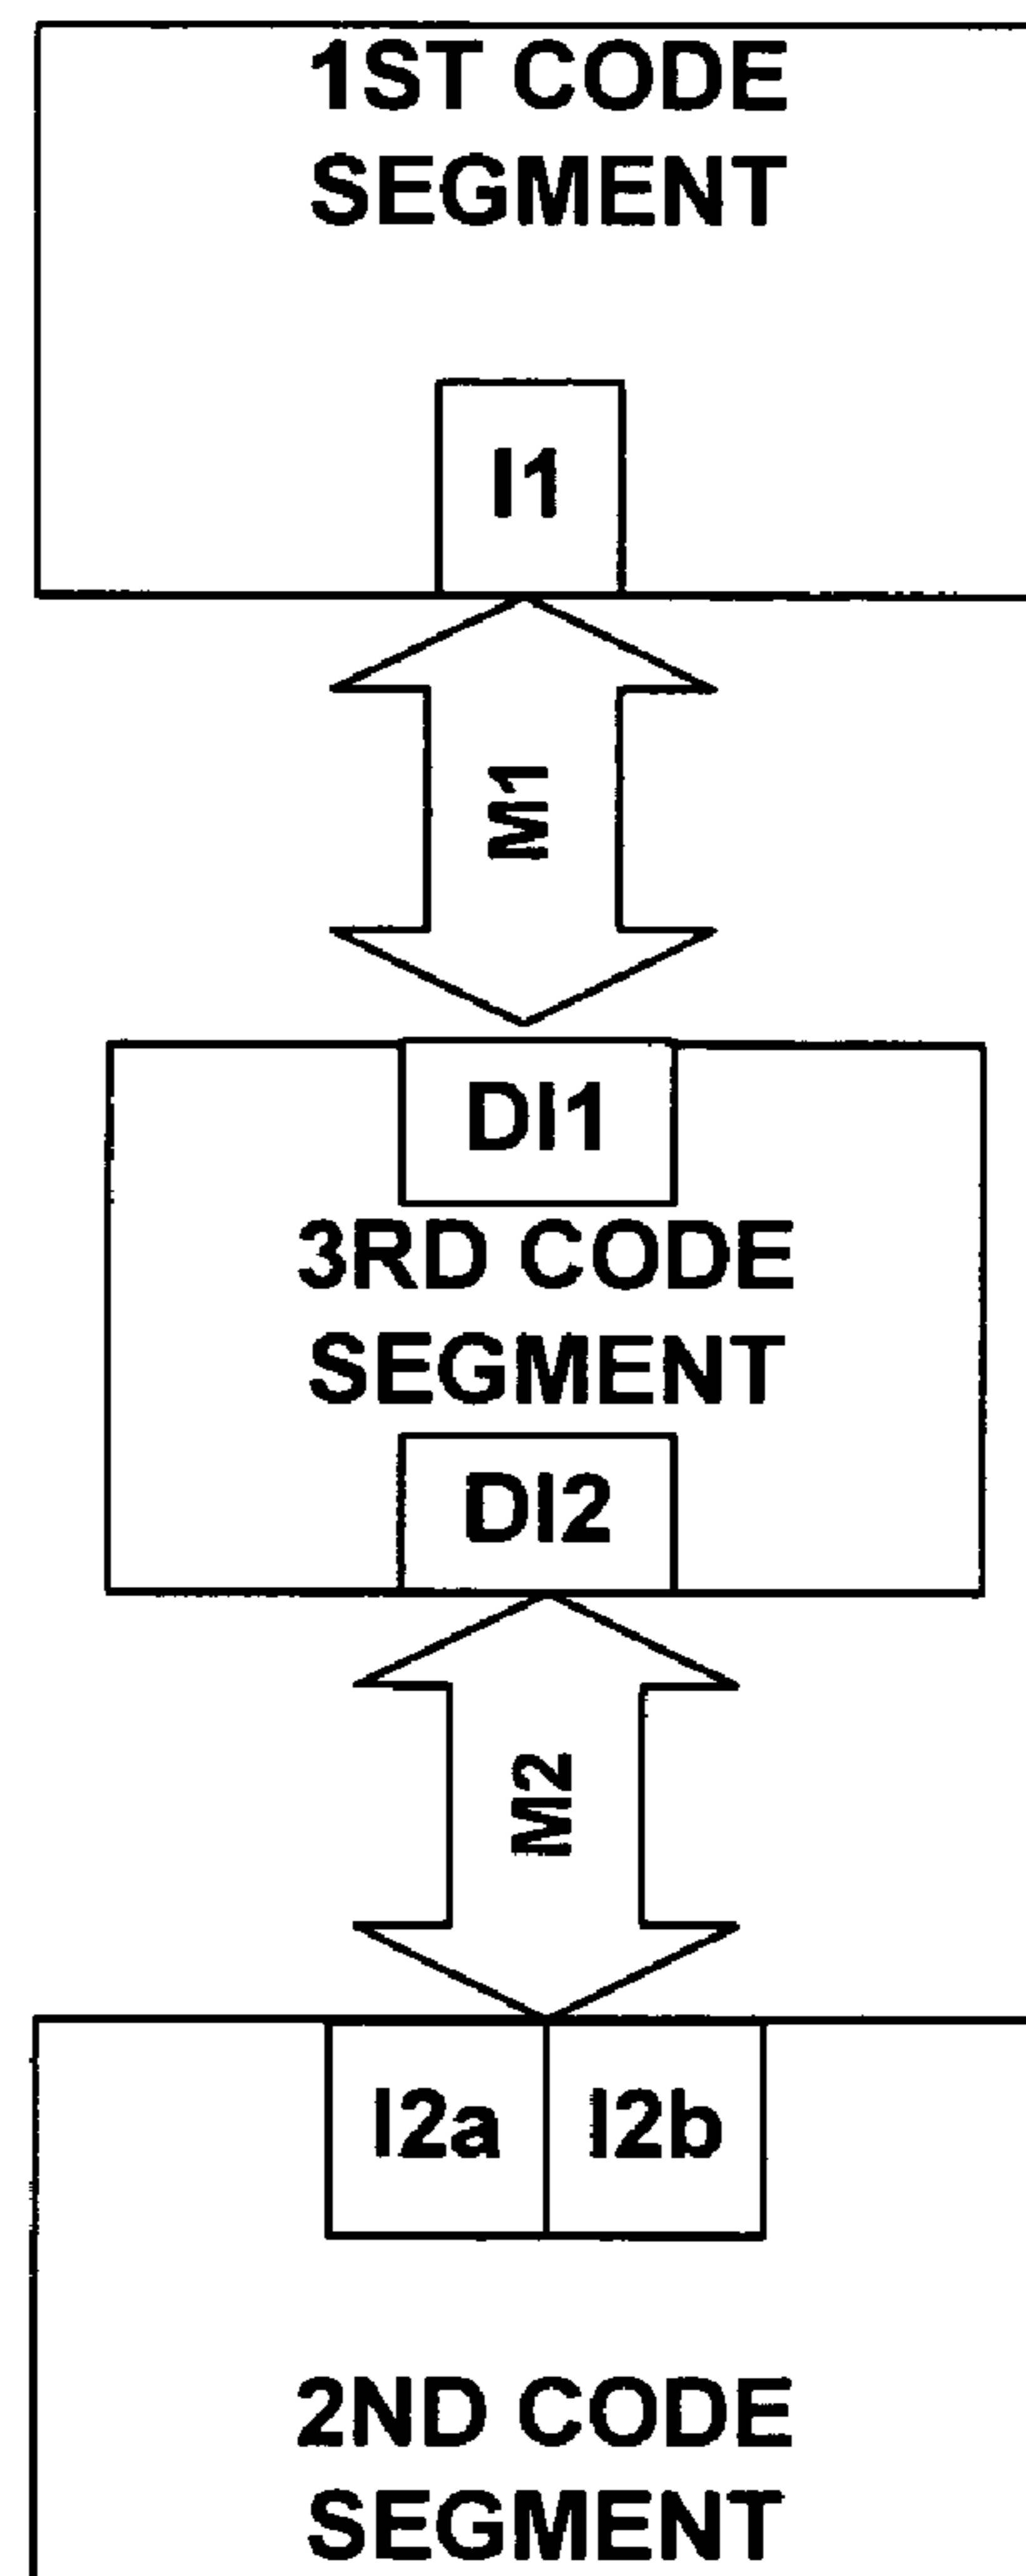 1ST CODE
SEGMENT
I1
M1
DI1
3RD CODE
SEGMENT
DI2
M2
I2a I2b
2ND CODE
SEGMENT